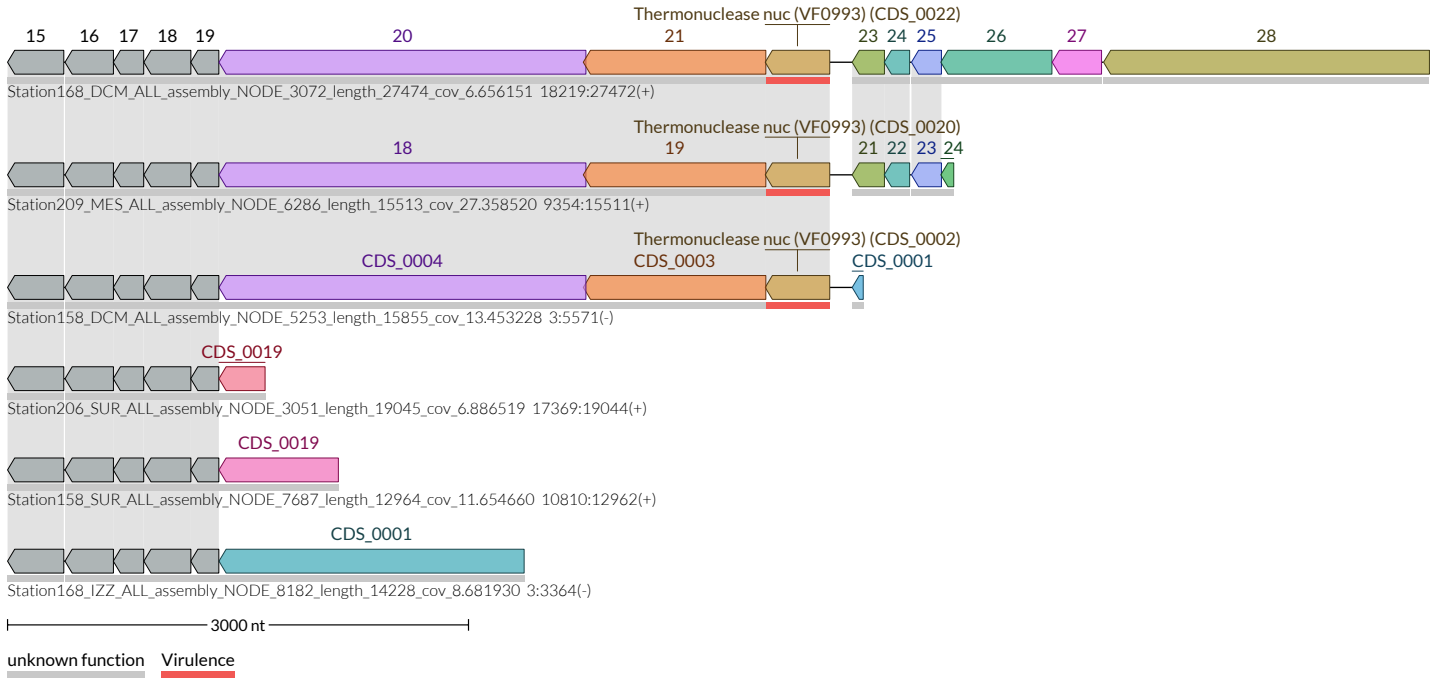 Thermonuclease nuc (VF0993) (CDS_0022)
15 16 17 18 19 20 21 23 24 25 26 27 28
Station168_DCM_ALL_assembly_NODE_3072_length_27474_cov_6.656151 18219:27472(+)
Thermonuclease nuc (VF0993) (CDS_0020)
18 19 21 22 23 24
Station209_MES_ALL_assembly_NODE_6286_length_15513_cov_27.358520 9354:15511(+)
Thermonuclease nuc (VF0993) (CDS_0002)
CDS_0004 CDS_0003 CDS_0001
Station158_DCM_ALL_assembly_NODE_5253_length_15855_cov_13.453228 3:5571(-)
CDS_0019
Station206_SUR_ALL_assembly_NODE_3051_length_19045_cov_6.886519 17369:19044(+)
CDS_0019
Station158_SUR_ALL_assembly_NODE_7687_length_12964_cov_11.654660 10810:12962(+)
CDS_0001
Station168_IZZ_ALL_assembly_NODE_8182_length_14228_cov_8.681930 3:3364(-)
3000 nt
unknown function Virulence